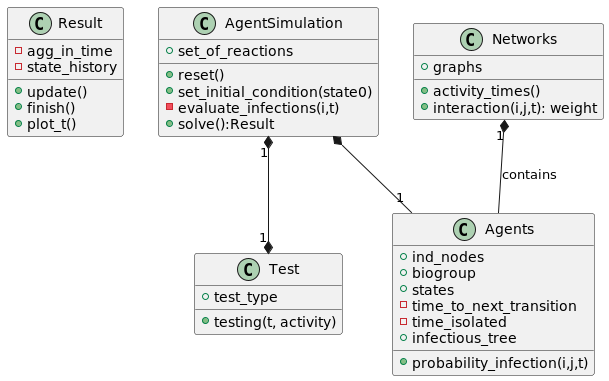 C Result
agg_in_time
state_history
update()
finish()
plot_t()
C AgentSimulation
set_of_reactions
reset()
set_initial_condition(state0)
evaluate_infections(i,t)
solve():Result
C Networks
graphs
activity_times()
interaction(i,j,t): weight
1
1
contains
1
1
C Test
test_type
testing(t, activity)
C Agents
ind_nodes
biogroup
states
time_to_next_transition
time_isolated
infectious_tree
probability_infection(i,j,t)